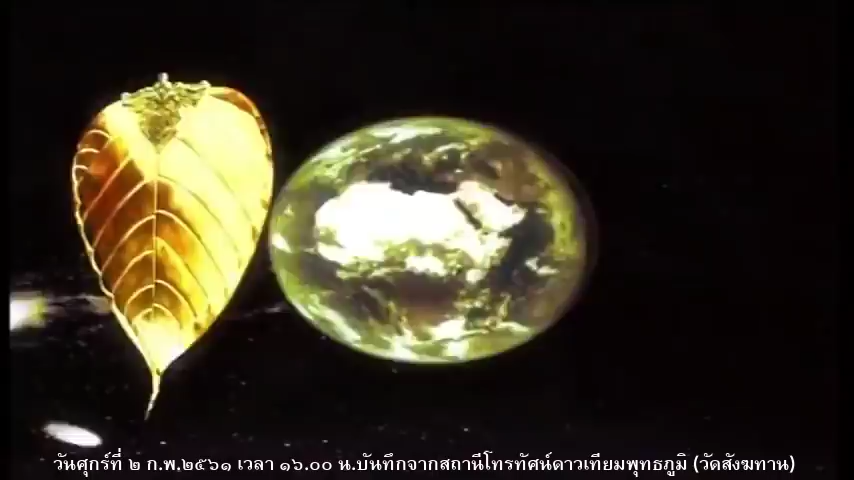 วันศุกร์ที่ ๒ ก.พ.๒๕๖๑ เวลา ๑๖.๐๐ น.บันทึกจากสถานีโทรทัศน์ดาวเทียมพุทธภูมิ (วัดสังฆทาน)